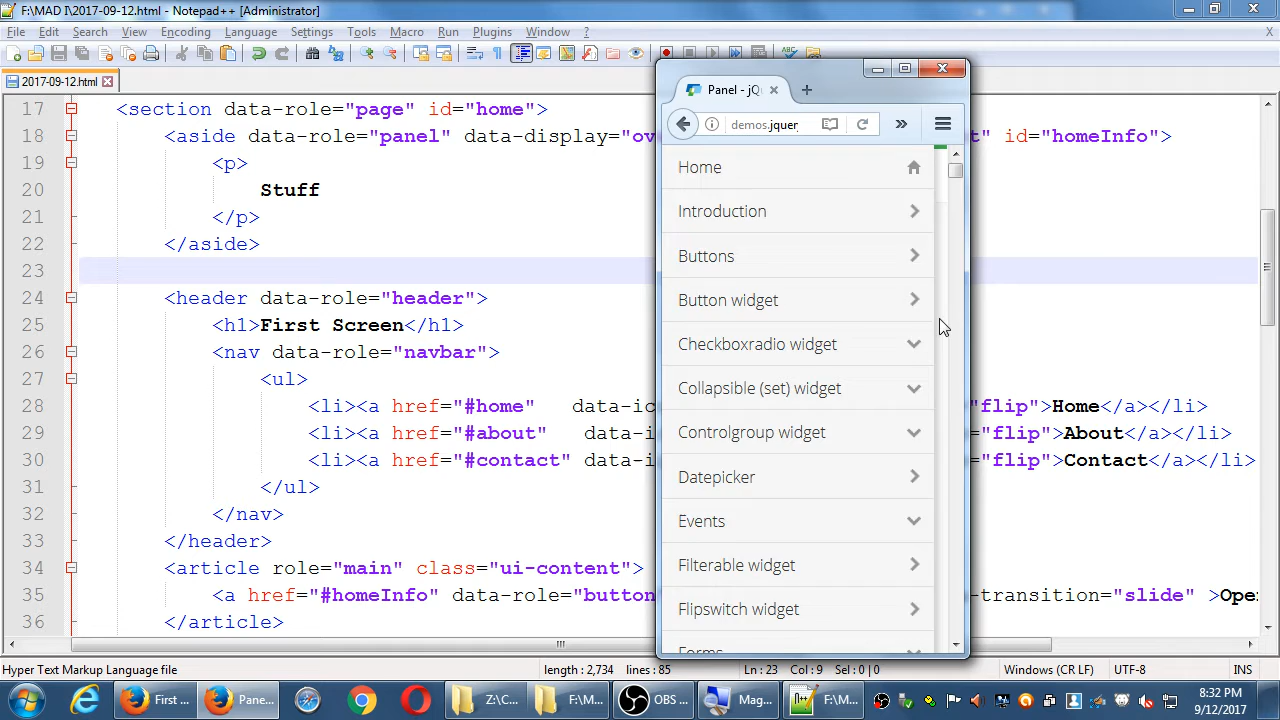 F:\MAD I\2017-09-12.html - Notepad++ [Administrator]
File Edit Search View Encoding Language Settings Tools Macro Run Plugins Window ? X
2017-09-12.html
17 <section data-role="page" id="home">
18 <aside data-role="panel" data-display="ov t" id="homeInfo">
19 <p>
20 Stuff
21 </p>
22 </aside>
23
24 <header data-role="header">
25 <h1>First Screen</h1>
26 <nav data-role="navbar">
27 <ul>
28 <li><a href="#home" data-ic ="flip">Home</a></li>
29 <li><a href="#about" data-i ="flip">About</a></li>
30 <li><a href="#contact" data-i ="flip">Contact</a></li>
31 </ul>
32 </nav>
33 </header>
34 <article role="main" class="ui-content">
35 <a href="#homeInfo" data-role="button -transition="slide" >Ope
36 </article>
Panel - jQ
demos.jquer
Home
Introduction
Buttons
Button widget
Checkboxradio widget
Collapsible (set) widget
Controlgroup widget
Datepicker
Events
Filterable widget
Flipswitch widget
Forms
Hyper Text Markup Language file length : 2,734 lines : 85 Ln : 23 Col : 9 Sel : 0 | 0 Windows (CR LF) UTF-8 INS
First ... Pane... Z:\C... F:\M... OBS ... Mag... F:\M...
8:32 PM
9/12/2017